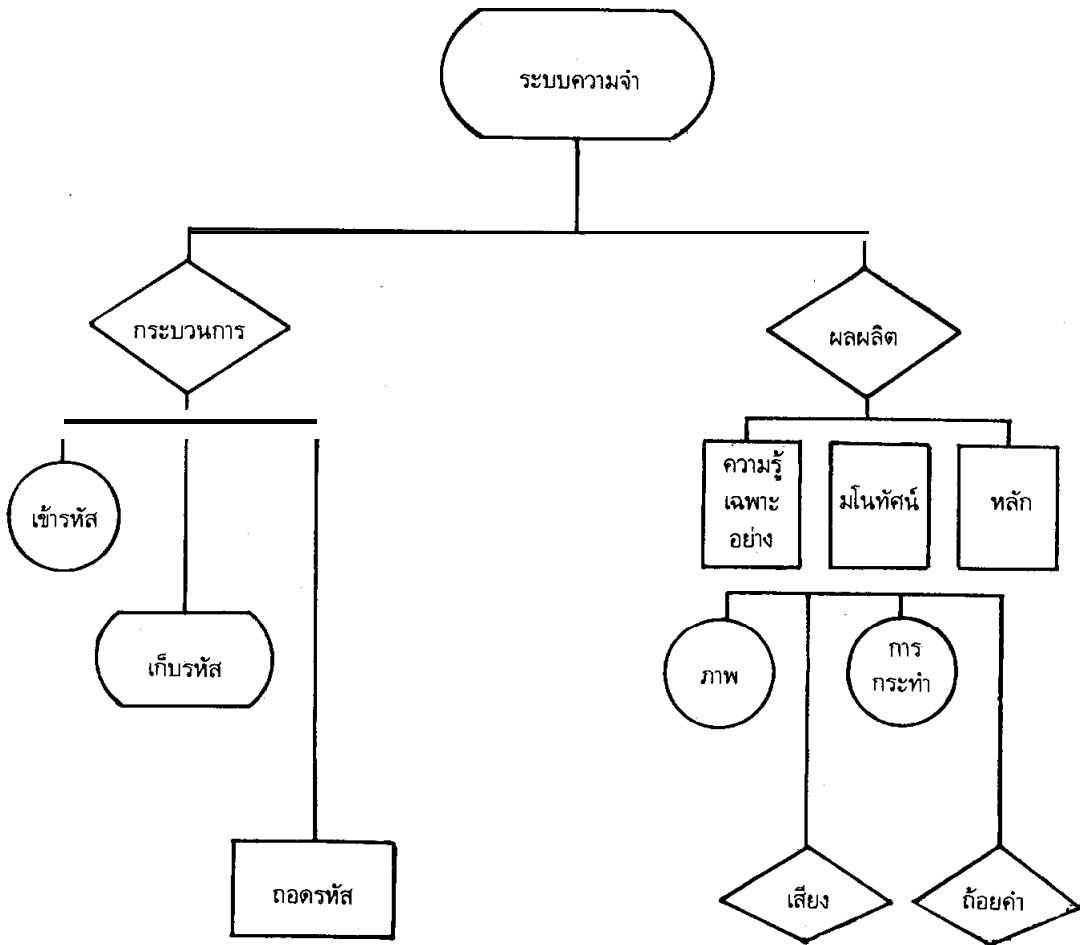 ระบบความจำ
กระบวนการ
ผลผลิต
ความรู้
เฉพาะ
อย่าง
มโนทัศน์
หลัก
เข้ารหัส
เก็บรหัส
ภาพ
การ
กระทำ
ถอดรหัส
เสียง
ถ้อยคำ